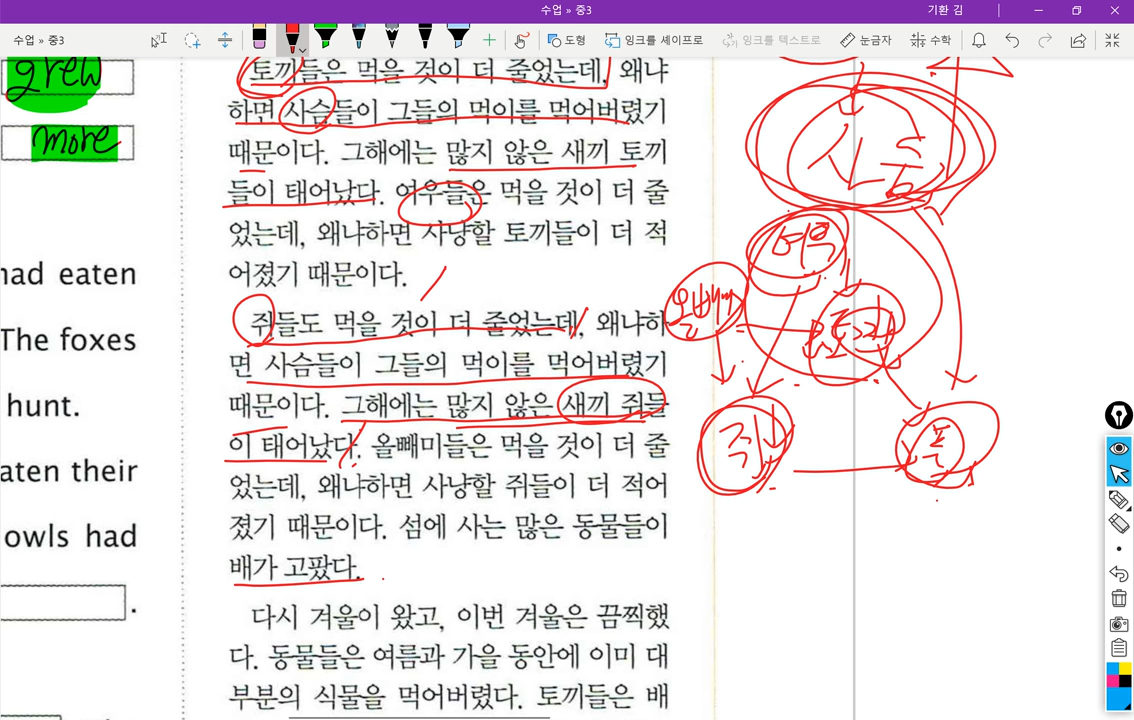 수업 » 중3
기환 김
수업 » 중3
도형
잉크를 셰이프로
잉크를 텍스트로
눈금자
수학
grew
more
had eaten
The foxes
hunt.
aten their
owls had
.
토끼들은 먹을 것이 더 줄었는데, 왜냐
하면 사슴들이 그들의 먹이를 먹어버렸기
때문이다. 그해에는 많지 않은 새끼 토끼
들이 태어났다. 여우들은 먹을 것이 더 줄
었는데, 왜냐하면 사냥할 토끼들이 더 적
어졌기 때문이다.
쥐들도 먹을 것이 더 줄었는데, 왜냐하
면 사슴들이 그들의 먹이를 먹어버렸기
때문이다. 그해에는 많지 않은 새끼 쥐들
이 태어났다. 올빼미들은 먹을 것이 더 줄
었는데, 왜냐하면 사냥할 쥐들이 더 적어
졌기 때문이다. 섬에 사는 많은 동물들이
배가 고팠다.
다시 겨울이 왔고, 이번 겨울은 끔찍했
다. 동물들은 여름과 가을 동안에 이미 대
부분의 식물을 먹어버렸다. 토끼들은 배
사슴
올빼미
쥐
풀